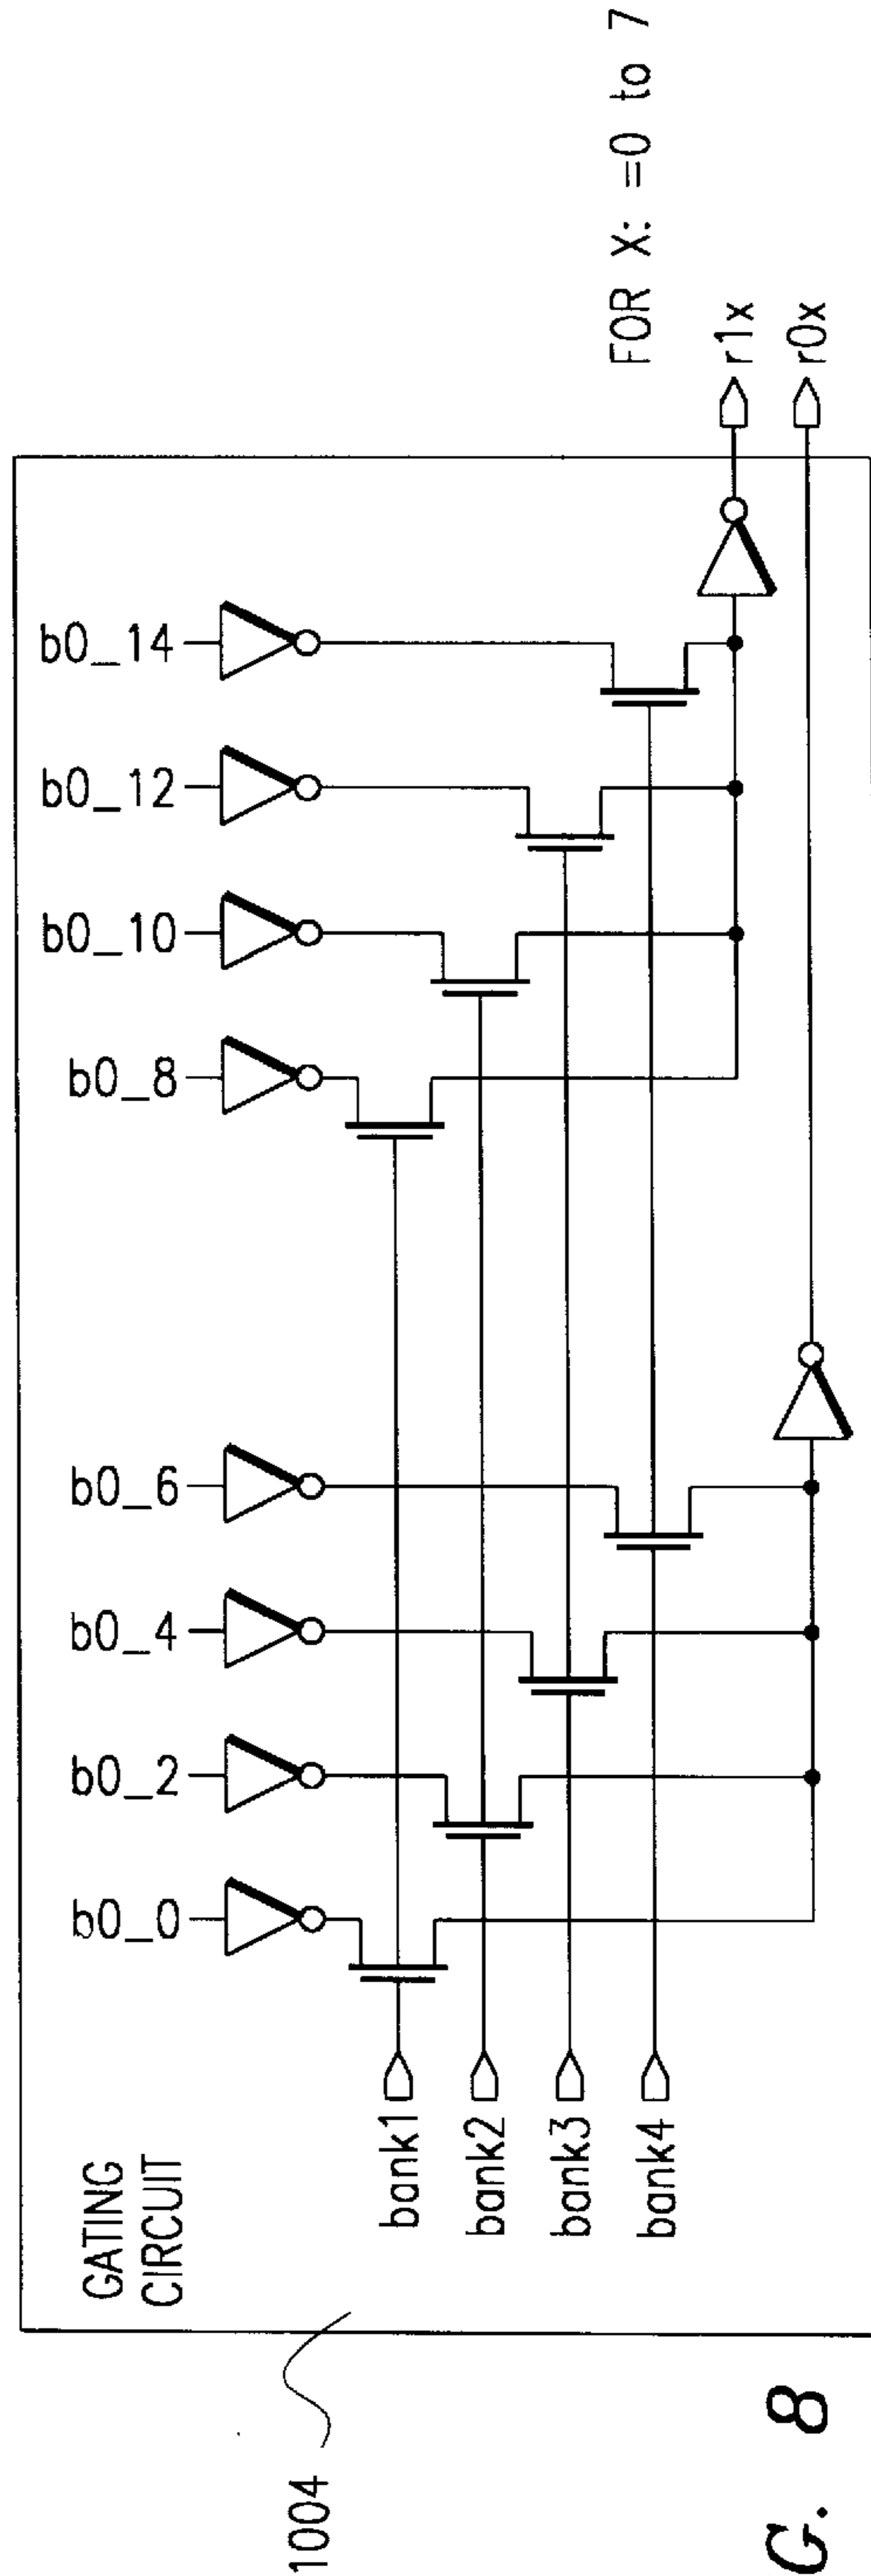 GATING
CIRCUIT
b0_0
b0_2
b0_4
b0_6
b0_8
b0_10
b0_12
b0_14
bank1
bank2
bank3
bank4
FOR X: =0 to 7
r1x
r0x
1004
G. 8